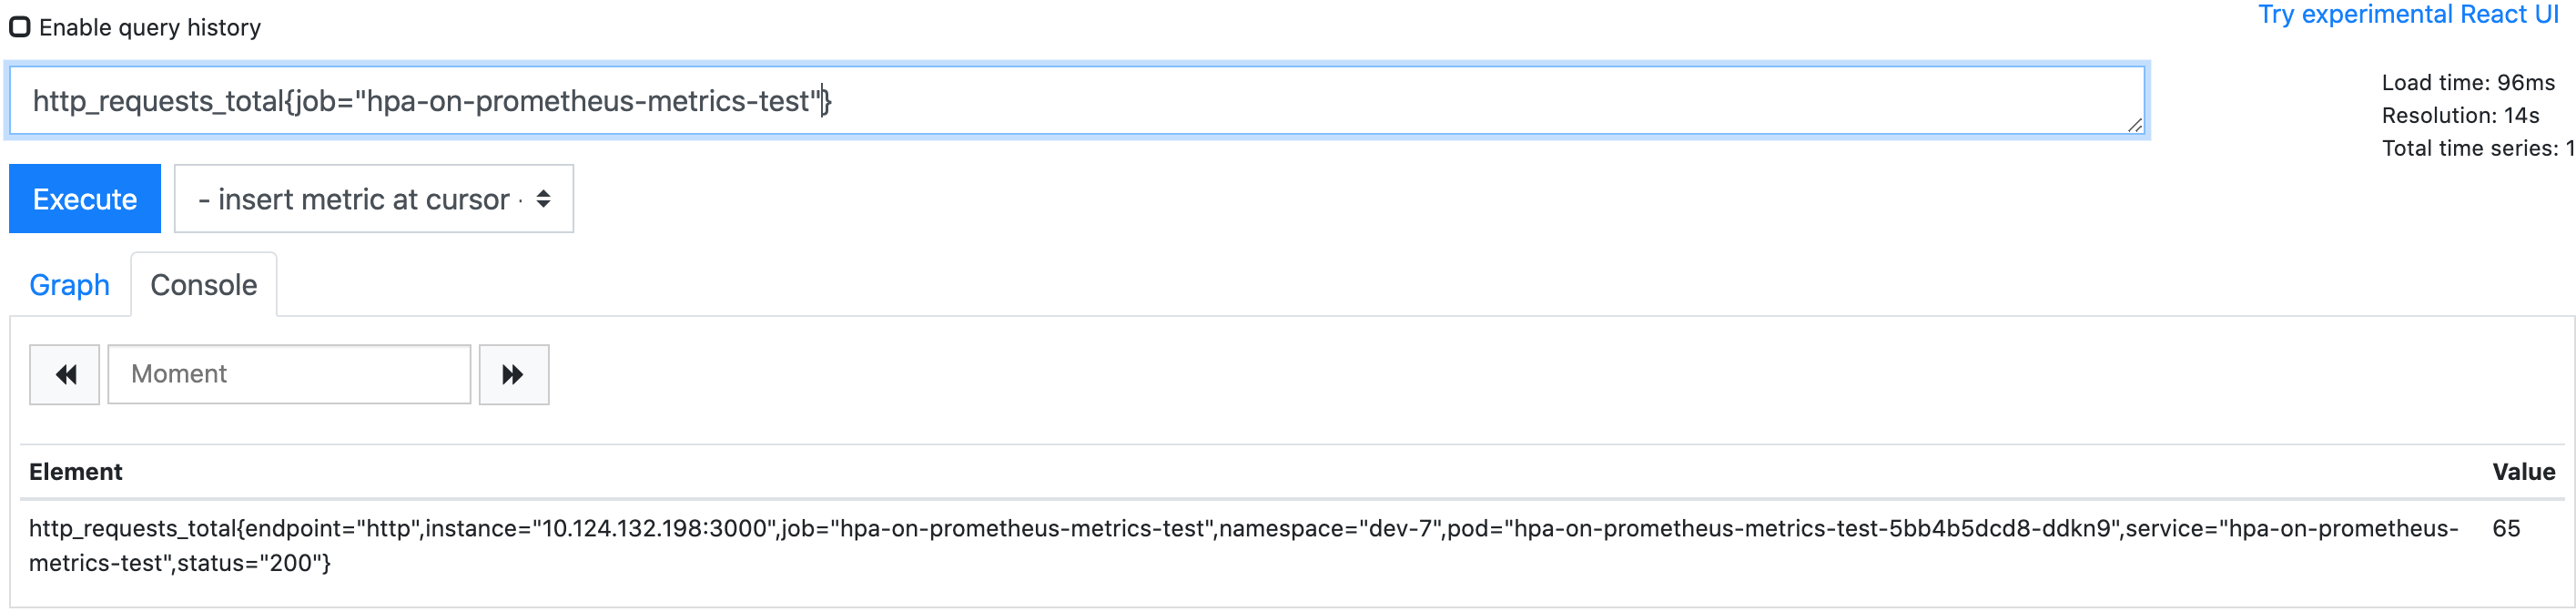 Enable query history
Try experimental React UI
http_requests_total{job="hpa-on-prometheus-metrics-test"}
Load time: 96ms
Resolution: 14s
Total time series: 1
Execute
- insert metric at cursor -
Graph
Console
Moment
Element
Value
http_requests_total{endpoint="http",instance="10.124.132.198:3000",job="hpa-on-prometheus-metrics-test",namespace="dev-7",pod="hpa-on-prometheus-metrics-test-5bb4b5dcd8-ddkn9",service="hpa-on-prometheus-
metrics-test",status="200"}
65